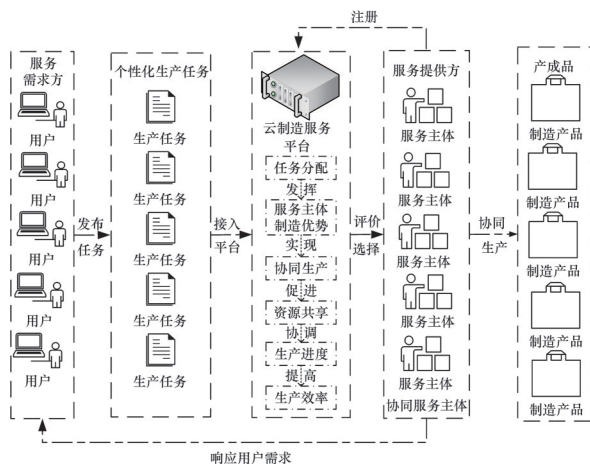 注册
服务
需求方
用户
用户
用户
用户
用户
发布
任务
个性化生产任务
生产任务
生产任务
生产任务
生产任务
生产任务
接入
平台
云制造服务
平台
任务分配
发挥
服务主体
制造优势
实现
协同生产
促进
资源共享
协调
生产进度
提高
生产效率
评价
选择
服务提供方
服务主体
服务主体
服务主体
服务主体
服务主体
协同服务主体
协同
生产
产成品
制造产品
制造产品
制造产品
制造产品
制造产品
响应用户需求